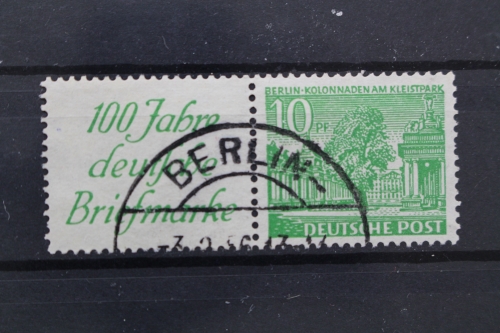 100 Jahre
deutsche
Briefmarke
BERLIN-KOLONNADEN AM KLEISTPARK
10 PF
DEUTSCHE POST
BERLIN